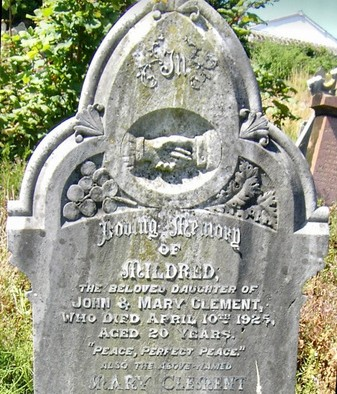 In
Loving Memory
OF
MILDRED,
THE BELOVED DAUGHTER OF
JOHN & MARY CLEMENT,
WHO DIED APRIL 10TH 1925,
AGED 20 YEARS.
"PEACE, PERFECT PEACE."
ALSO THE ABOVE-NAMED
MARY CLEMENT